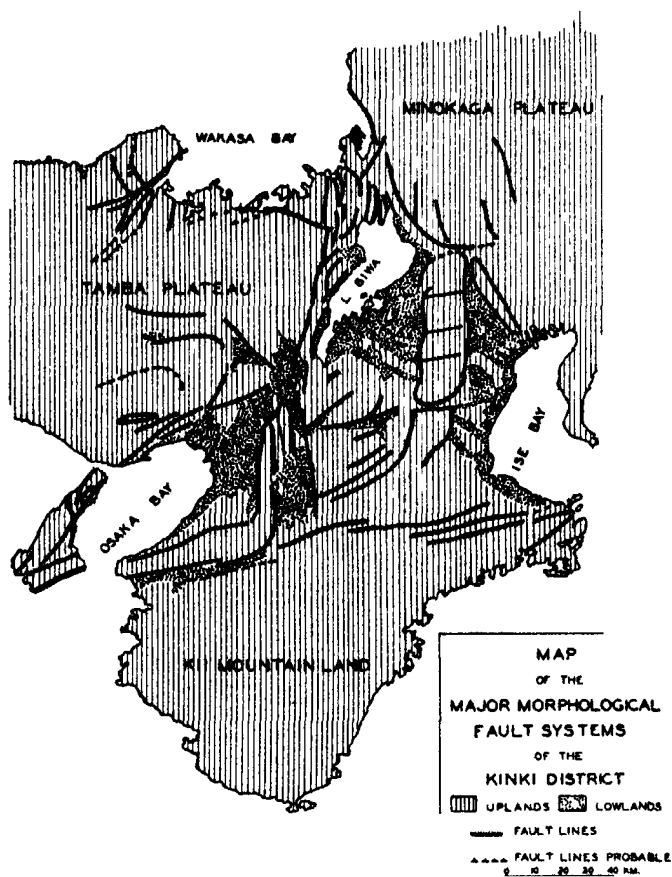 MINOKAGA PLATEAU
WAKASA BAY
L BIWA
TAMBA PLATEAU
ISE BAY
OSAKA BAY
KII MOUNTAIN LAND
MAP
OF THE
MAJOR MORPHOLOGICAL
FAULT SYSTEMS
OF THE
KINKI DISTRICT
UPLANDS LOWLANDS
FAULT LINES
FAULT LINES PROBABLE
0 10 20 30 40 KM.